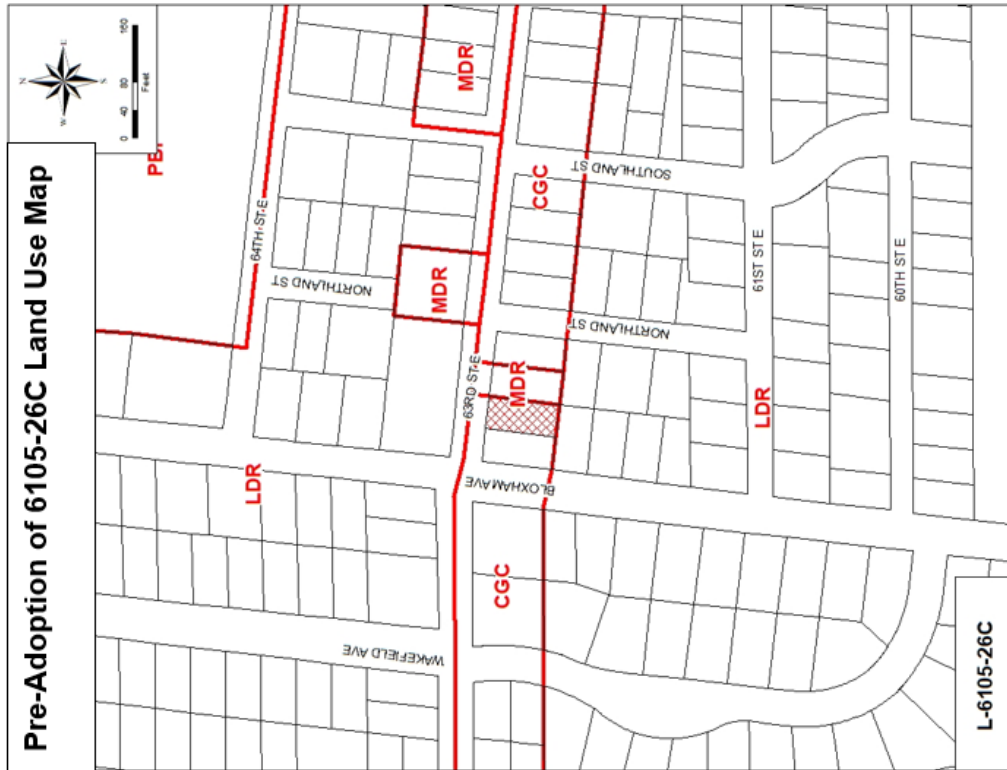 Pre-Adoption of 6105-26C Land Use Map
N
W
E
S
0 40 80 160
Feet
64TH ST E
LDR
NORTHLAND ST
WAKEFIELD AVE
MDR
MDR
63RD ST E
BLOXHAM AVE
CGC
MDR
CGC
NORTHLAND ST
SOUTHLAND ST
LDR
61ST ST E
60TH ST E
L-6105-26C